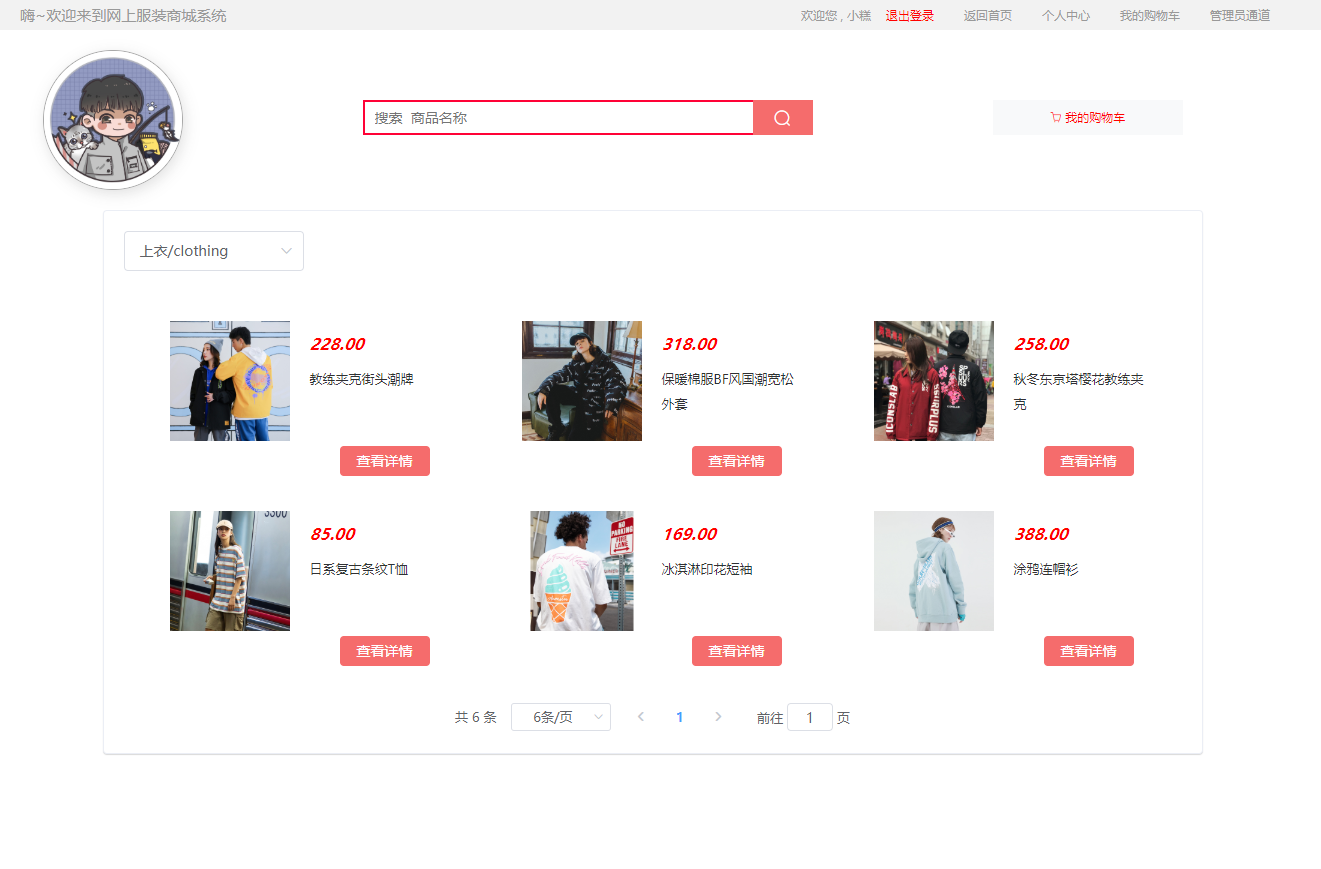 嗨~欢迎来到网上服装商城系统
欢迎您 , 小糕 退出登录 返回首页 个人中心 我的购物车 管理员通道
搜索 商品名称
我的购物车
上衣/clothing
228.00
教练夹克街头潮牌
查看详情
318.00
保暖棉服BF风国潮宽松
外套
查看详情
258.00
秋冬东京塔樱花教练夹
克
查看详情
ICONSLAB
SSURPLUS
85.00
日系复古条纹T恤
查看详情
169.00
冰淇淋印花短袖
查看详情
NO
PARKING
FIRE
LANE
388.00
涂鸦连帽衫
查看详情
共 6 条 6条/页 1 前往 1 页